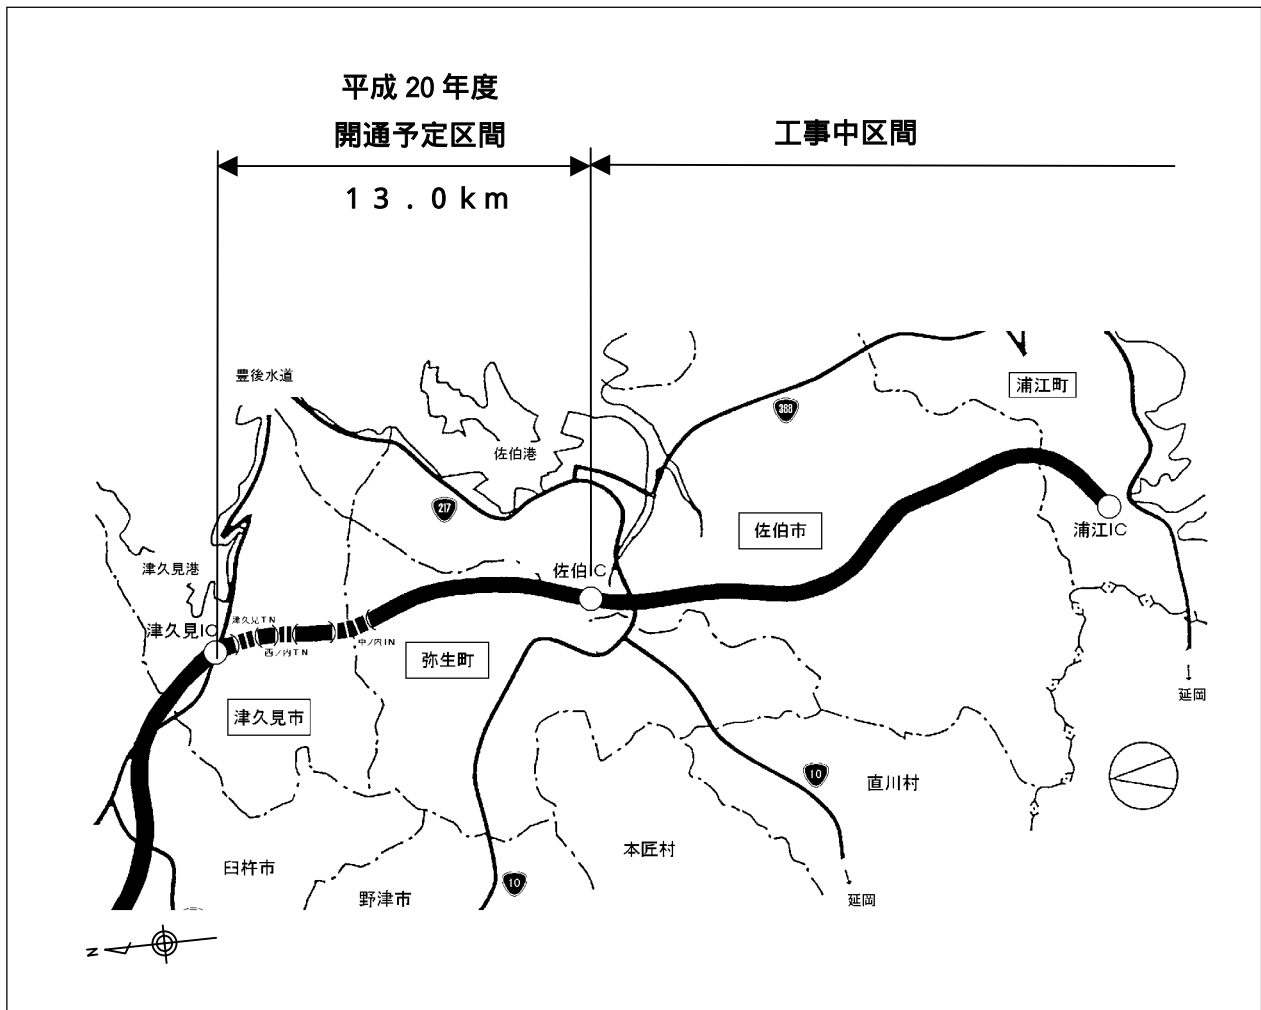 平成 20 年度
開通予定区間
工事中区間
13.0km
豊後水道
浦江町
388
佐伯港
217
佐伯市
浦江IC
津久見港
佐伯IC
津久見TN
津久見IC
西ノ内TN
中ノ内TN
弥生町
延岡
津久見市
10
直川村
本匠村
臼杵市
10
野津市
延岡
N